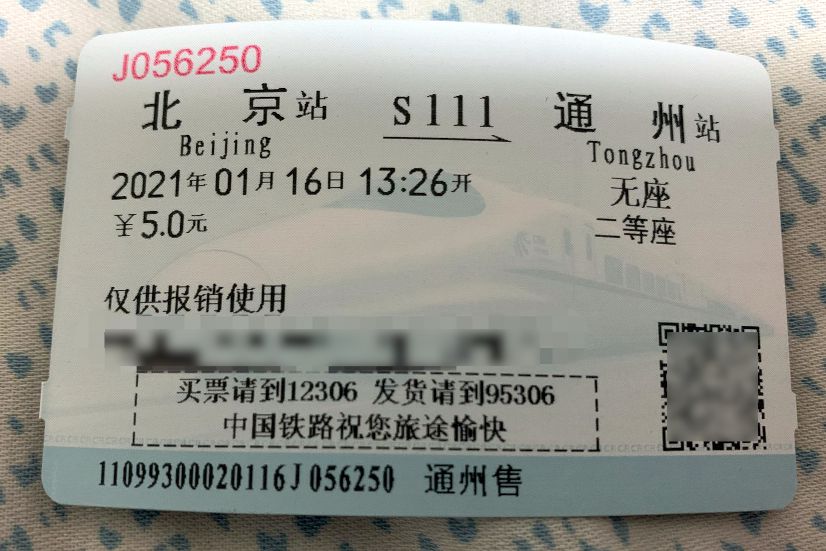 J056250
北京站 S111 通州站
Beijing Tongzhou
2021年01月16日 13:26开 无座
￥5.0元 二等座
仅供报销使用
买票请到12306 发货请到95306
中国铁路祝您旅途愉快
11099300020116J056250 通州售